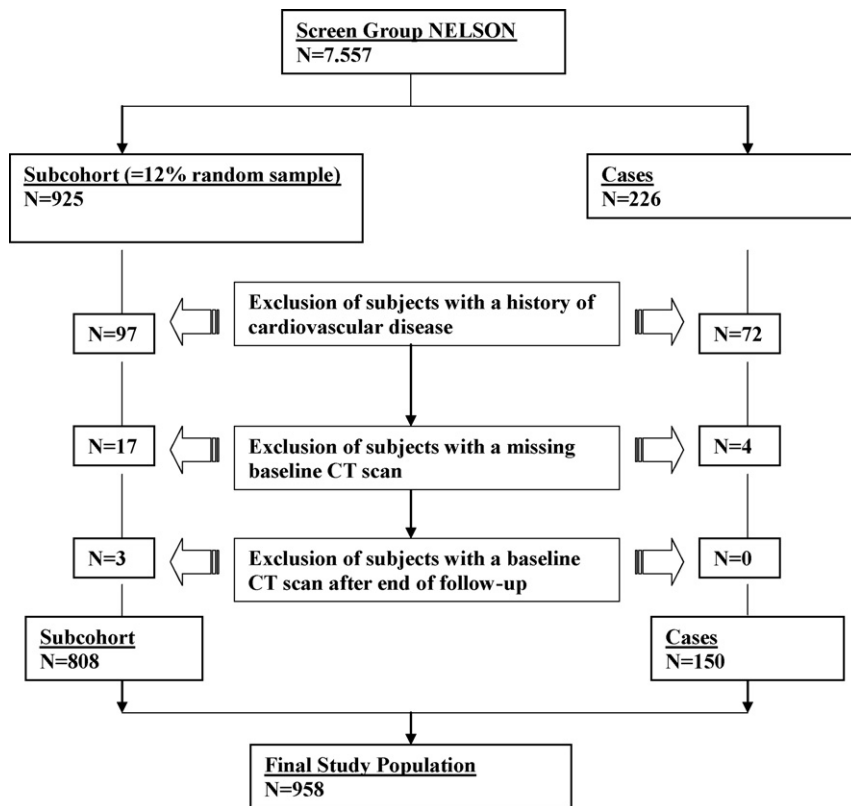 Screen Group NELSON
N=7.557
Subcohort (=12% random sample)
N=925
Cases
N=226
Exclusion of subjects with a history of
cardiovascular disease
N=97
N=72
Exclusion of subjects with a missing
baseline CT scan
N=17
N=4
Exclusion of subjects with a baseline
CT scan after end of follow-up
N=3
N=0
Subcohort
N=808
Cases
N=150
Final Study Population
N=958